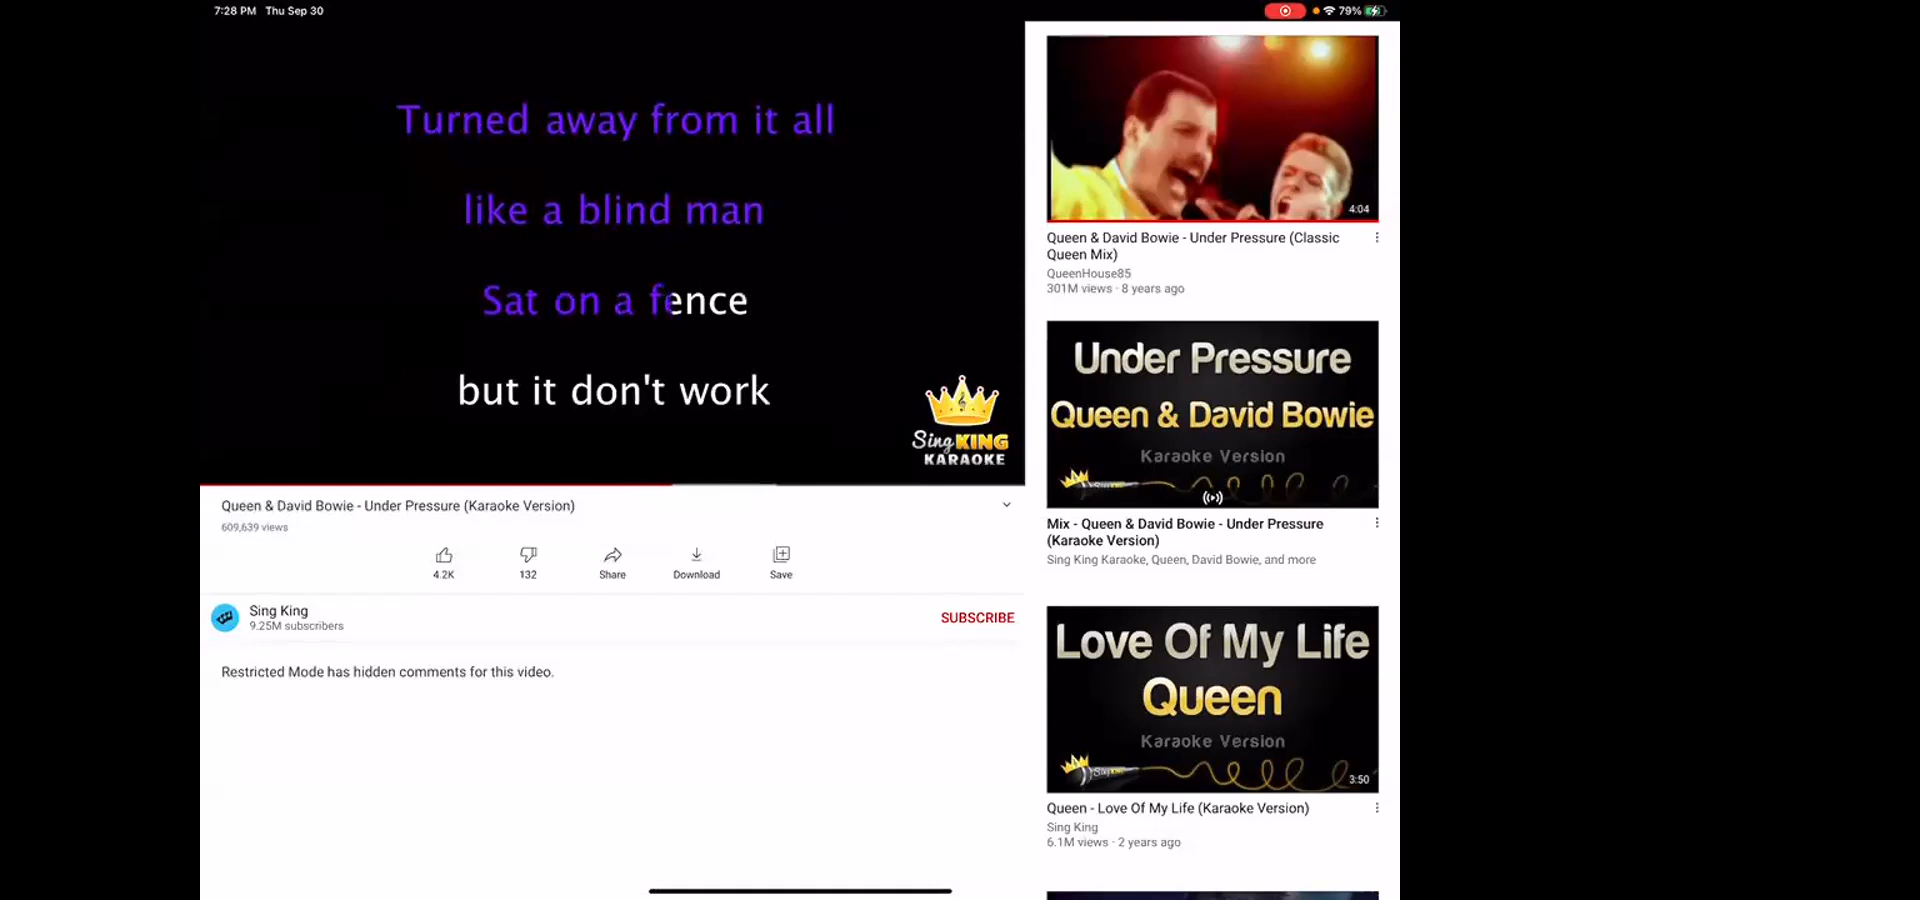 7:28 PM Thu Sep 30
79%
Turned away from it all
like a blind man
Sat on a fence
but it don't work
Sing KING
KARAOKE
Queen & David Bowie - Under Pressure (Karaoke Version)
609,639 views
4.2K
132
Share
Download
Save
Sing King
9.25M subscribers
SUBSCRIBE
Restricted Mode has hidden comments for this video.
4:04
Queen & David Bowie - Under Pressure (Classic
Queen Mix)
QueenHouse85
301M views · 8 years ago
Under Pressure
Queen & David Bowie
Karaoke Version
Mix - Queen & David Bowie - Under Pressure
(Karaoke Version)
Sing King Karaoke, Queen, David Bowie, and more
Love Of My Life
Queen
Karaoke Version
SingKING
3:50
Queen - Love Of My Life (Karaoke Version)
Sing King
6.1M views · 2 years ago